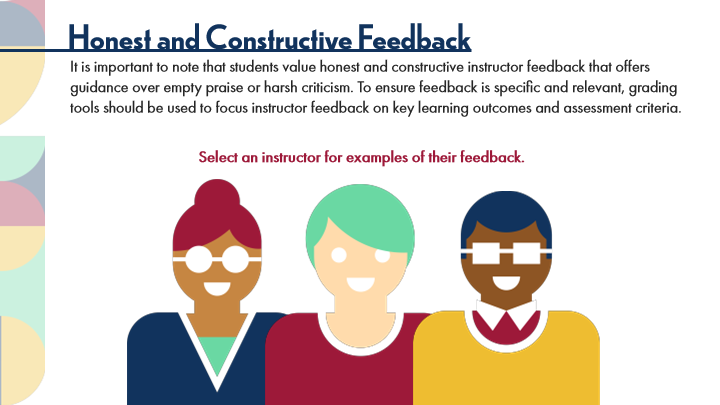 Honest and Constructive Feedback
It is important to note that students value honest and constructive instructor feedback that offers
guidance over empty praise or harsh criticism. To ensure feedback is specific and relevant, grading
tools should be used to focus instructor feedback on key learning outcomes and assessment criteria.
Select an instructor for examples of their feedback.